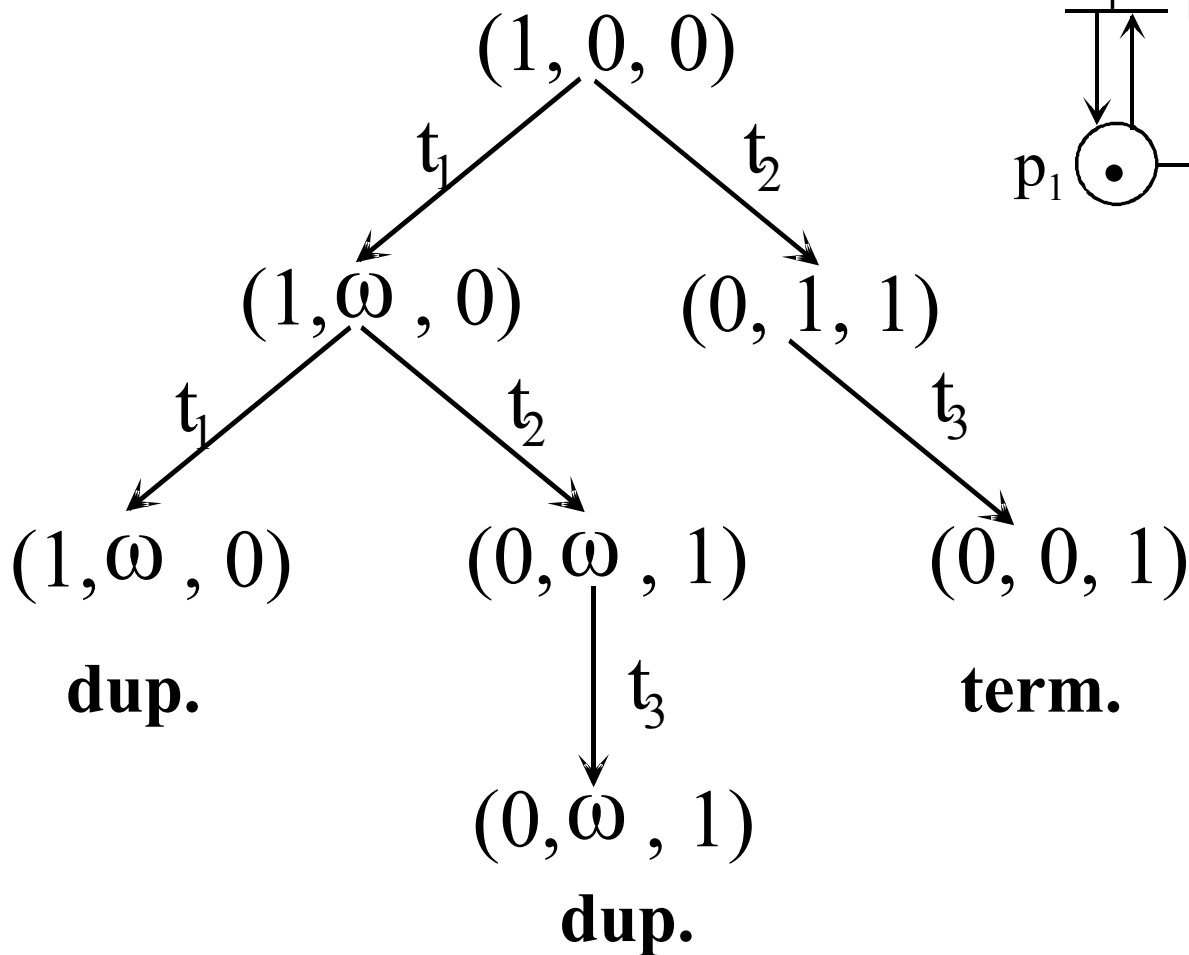 (1, 0, 0)
t1
t2
p1
(1,ω , 0)
(0, 1, 1)
t1
t2
t3
(1,ω , 0)
(0,ω , 1)
(0, 0, 1)
dup.
t3
term.
(0,ω , 1)
dup.